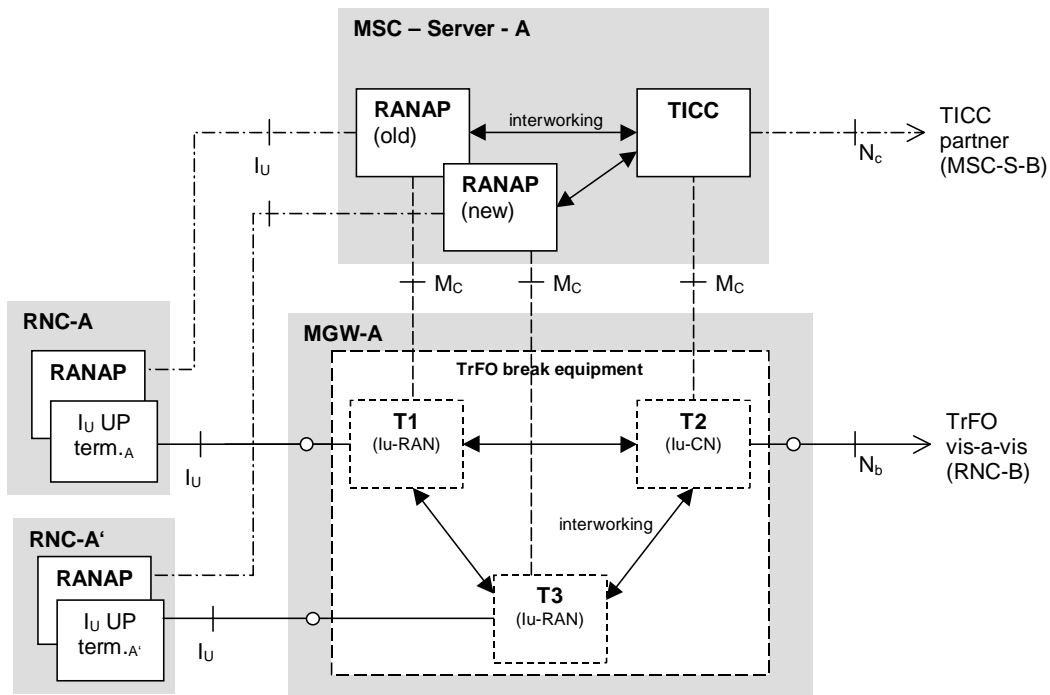 MSC – Server - A
RANAP
(old)
interworking
TICC
TICC
partner
(MSC-S-B)
IU
Nc
RANAP
(new)
IU
MC
MC
MC
RNC-A
RANAP
IU UP
term.A
IU
MGW-A
TrFO break equipment
T1
(Iu-RAN)
T2
(Iu-CN)
TrFO
vis-a-vis
(RNC-B)
Nb
interworking
RNC-A‘
RANAP
IU UP
term.A'
IU
T3
(Iu-RAN)